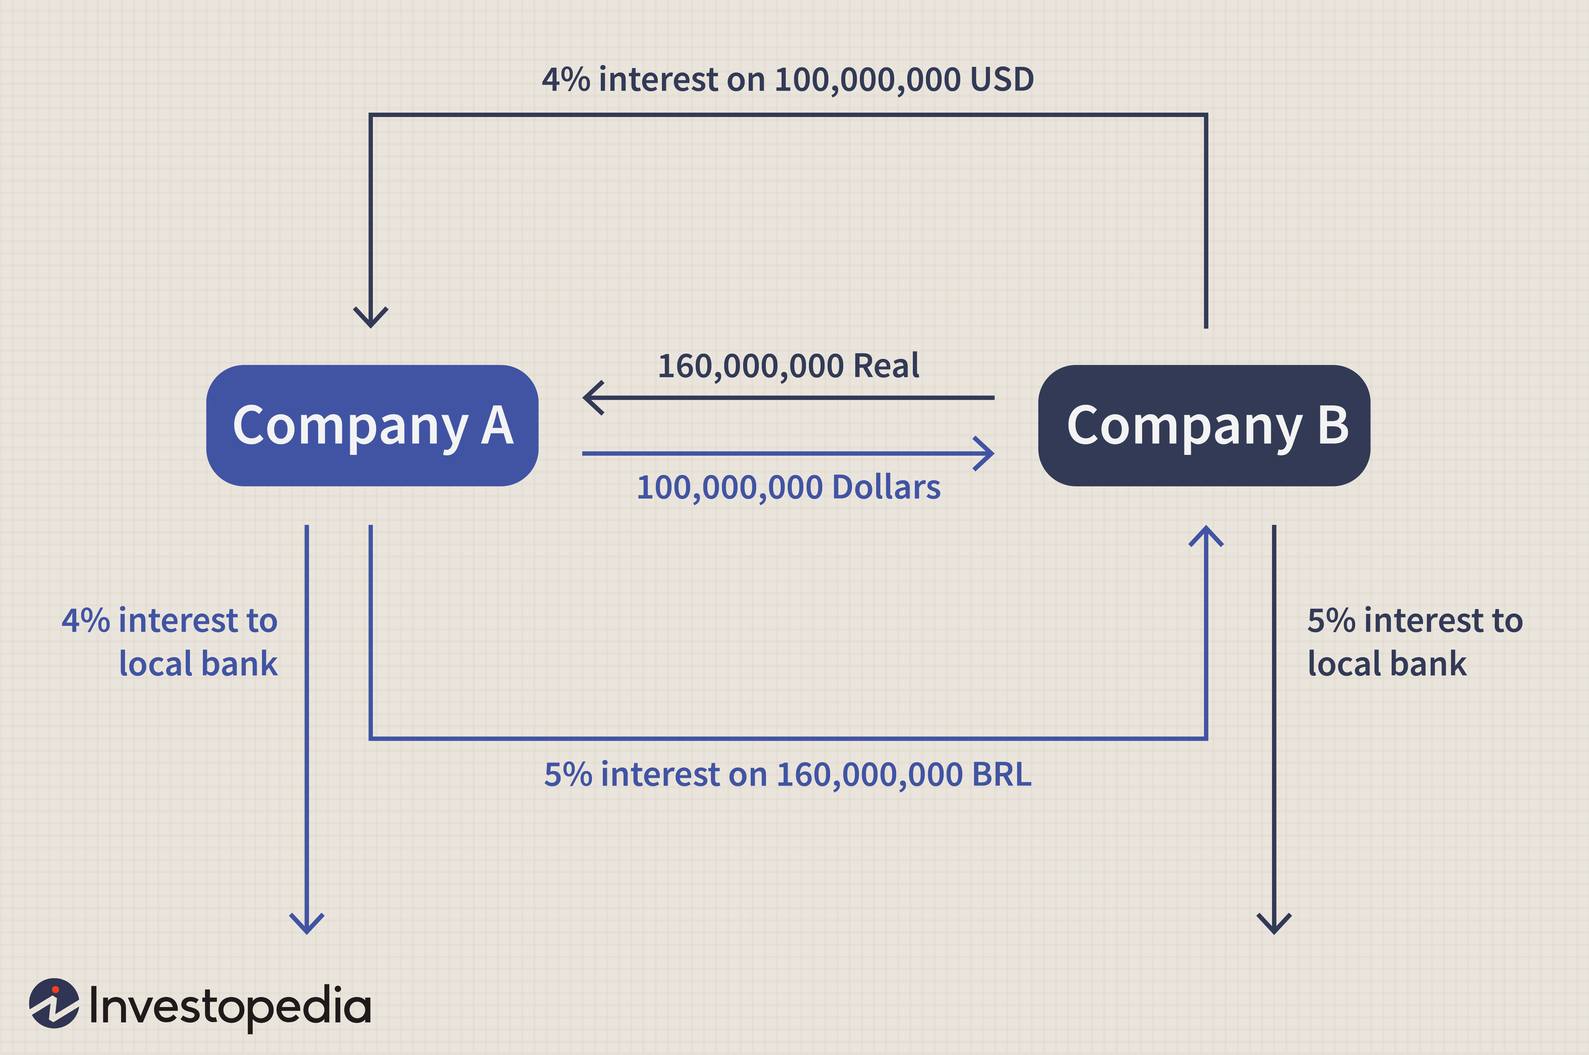 4% interest on 100,000,000 USD
160,000,000 Real
Company A
Company B
100,000,000 Dollars
4% interest to
local bank
5% interest to
local bank
5% interest on 160,000,000 BRL
Investopedia